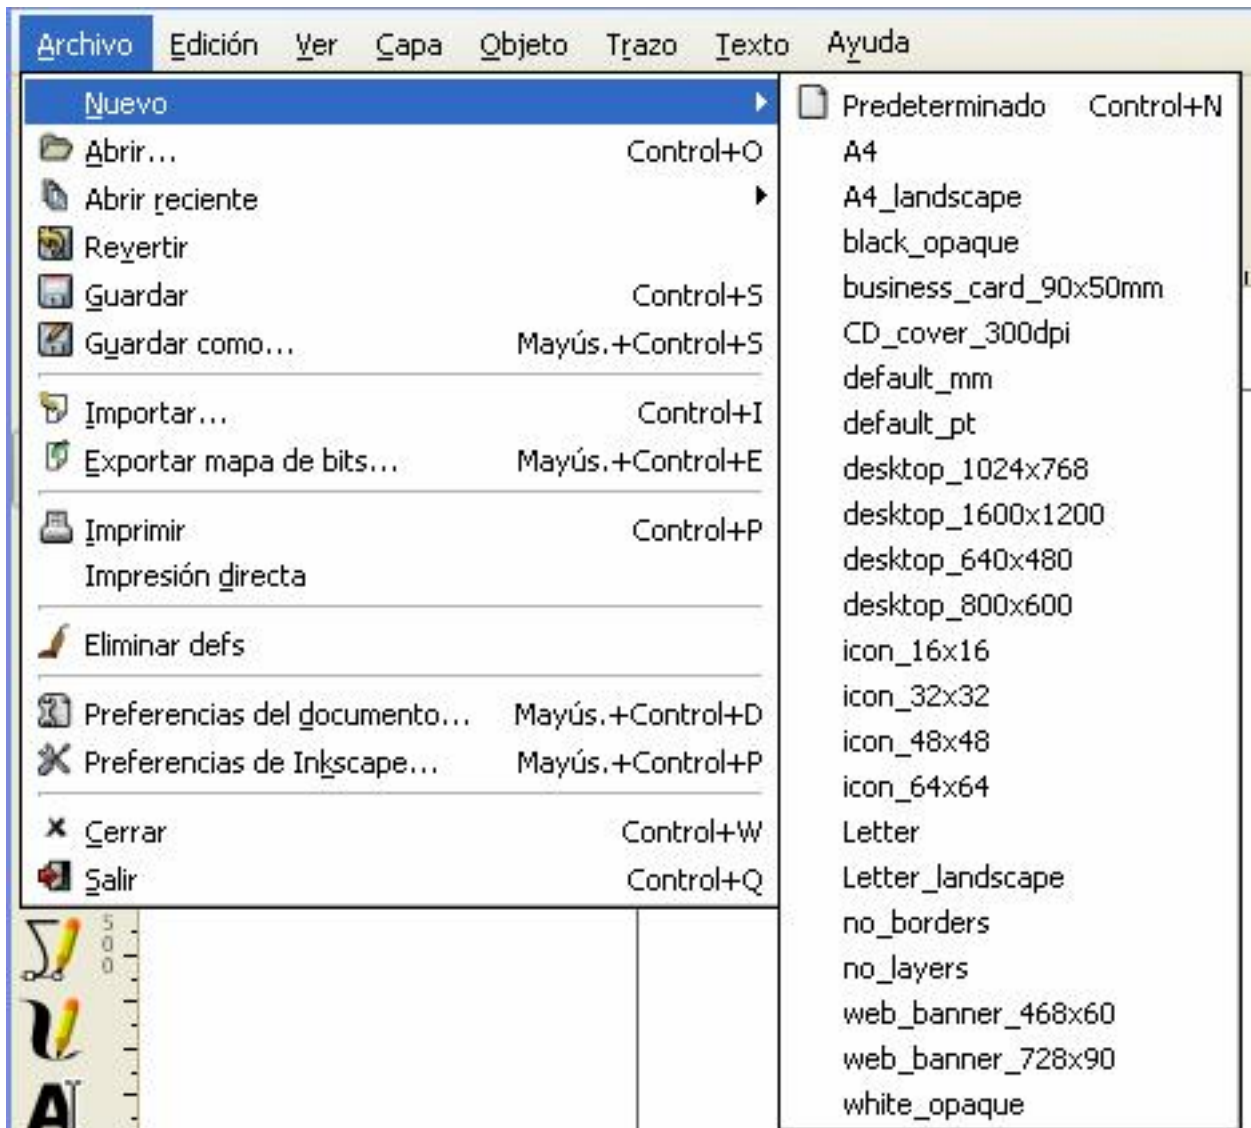 Archivo Edición Ver Capa Objeto Trazo Texto Ayuda
Nuevo
Abrir... Control+O
Abrir reciente
Revertir
Guardar Control+S
Guardar como... Mayús.+Control+S
Importar... Control+I
Exportar mapa de bits... Mayús.+Control+E
Imprimir Control+P
Impresión directa
Eliminar defs
Preferencias del documento... Mayús.+Control+D
Preferencias de Inkscape... Mayús.+Control+P
Cerrar Control+W
Salir Control+Q
Predeterminado Control+N
A4
A4_landscape
black_opaque
business_card_90x50mm
CD_cover_300dpi
default_mm
default_pt
desktop_1024x768
desktop_1600x1200
desktop_640x480
desktop_800x600
icon_16x16
icon_32x32
icon_48x48
icon_64x64
Letter
Letter_landscape
no_borders
no_layers
web_banner_468x60
web_banner_728x90
white_opaque
500